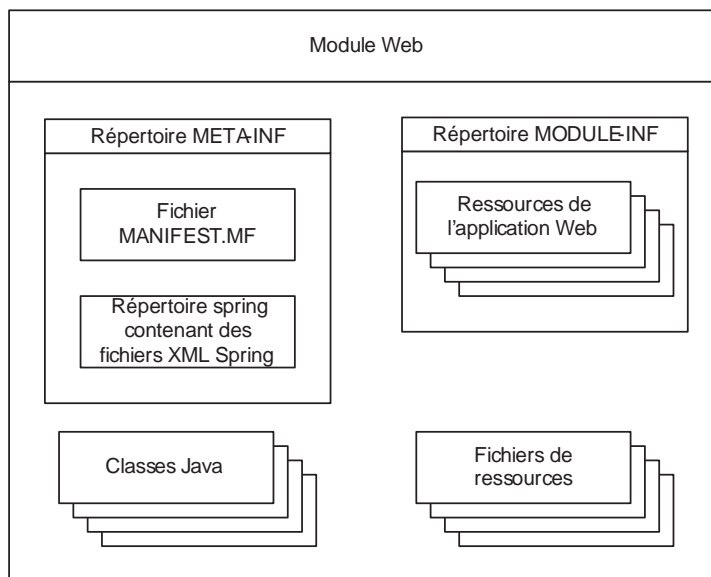 Module Web
Répertoire META-INF
Fichier
MANIFEST.MF
Répertoire spring
contenant des
fichiers XML Spring
Répertoire MODULE-INF
Ressources de
l'application Web
Classes Java
Fichiers de
ressources